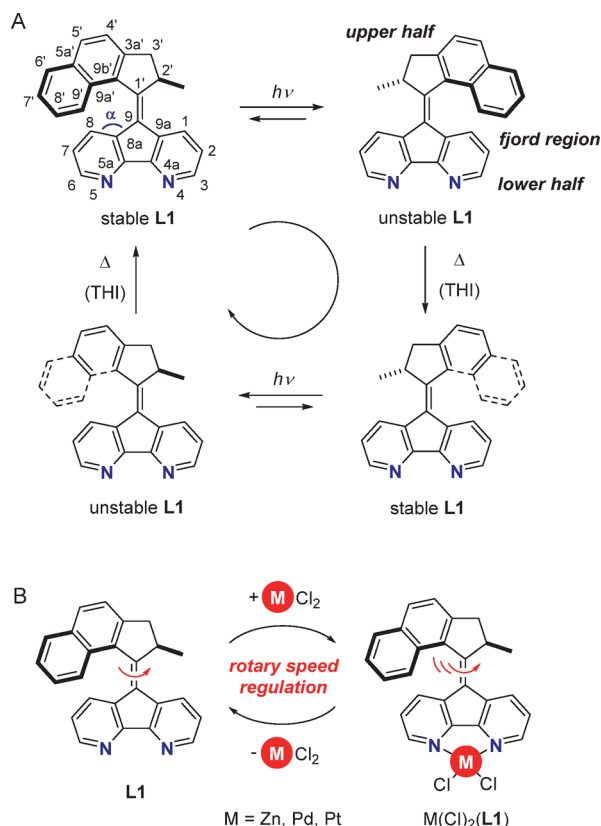 A
5' 4'
3a' 3'
6' 5a' 9b' 2'
7' 8' 9' 9a' 1'
9
8 α 9a 1
7 8a 2
5a 4a
6 N N 3
5 4
stable L1
hν
upper half
fjord region
N N
lower half
unstable L1
Δ
(THI)
Δ
(THI)
hν
N N
unstable L1
N N
stable L1
B
+ M Cl2
rotary speed
regulation
- M Cl2
N N
L1
N N
M
Cl Cl
M = Zn, Pd, Pt
M(Cl)2(L1)